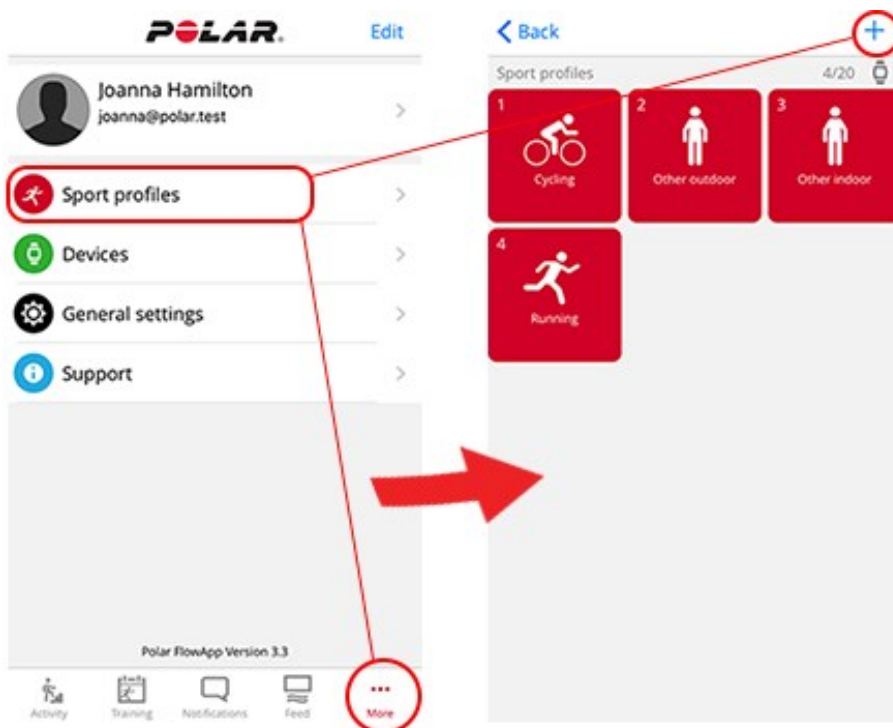 POLAR.
Edit
Joanna Hamilton
joanna@polar.test
Sport profiles
Devices
General settings
Support
Polar FlowApp Version 3.3
Activity
Training
Notifications
Feed
More
Back
Sport profiles
4/20
1
Cycling
2
Other outdoor
3
Other indoor
4
Running